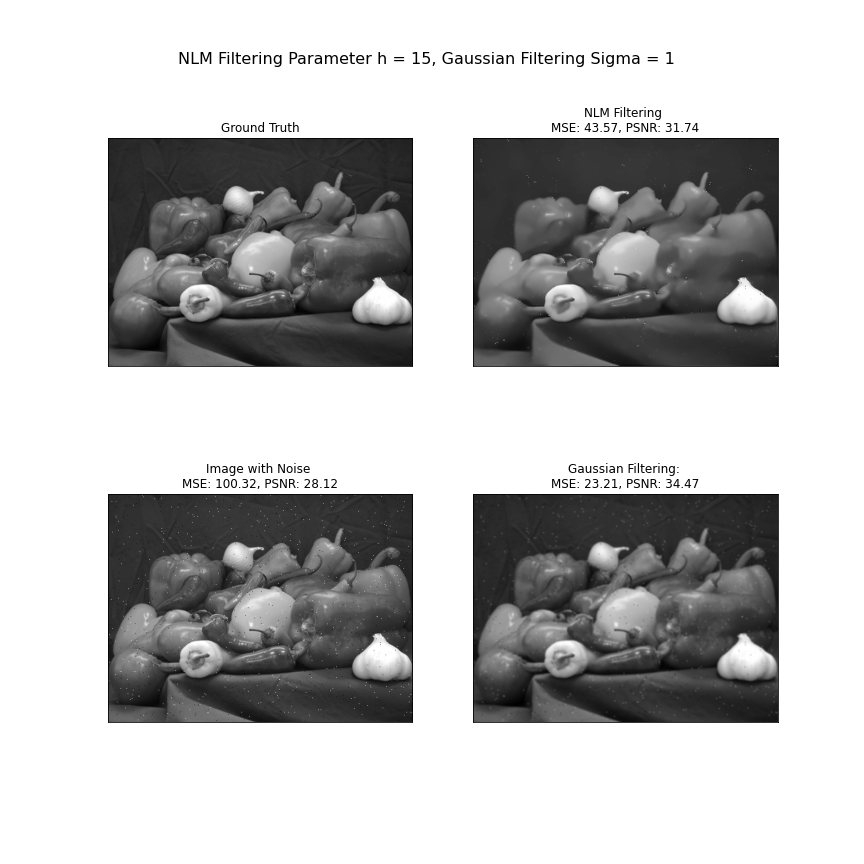 NLM Filtering Parameter h = 15, Gaussian Filtering Sigma = 1
Ground Truth
NLM Filtering
MSE: 43.57, PSNR: 31.74
Image with Noise
MSE: 100.32, PSNR: 28.12
Gaussian Filtering:
MSE: 23.21, PSNR: 34.47